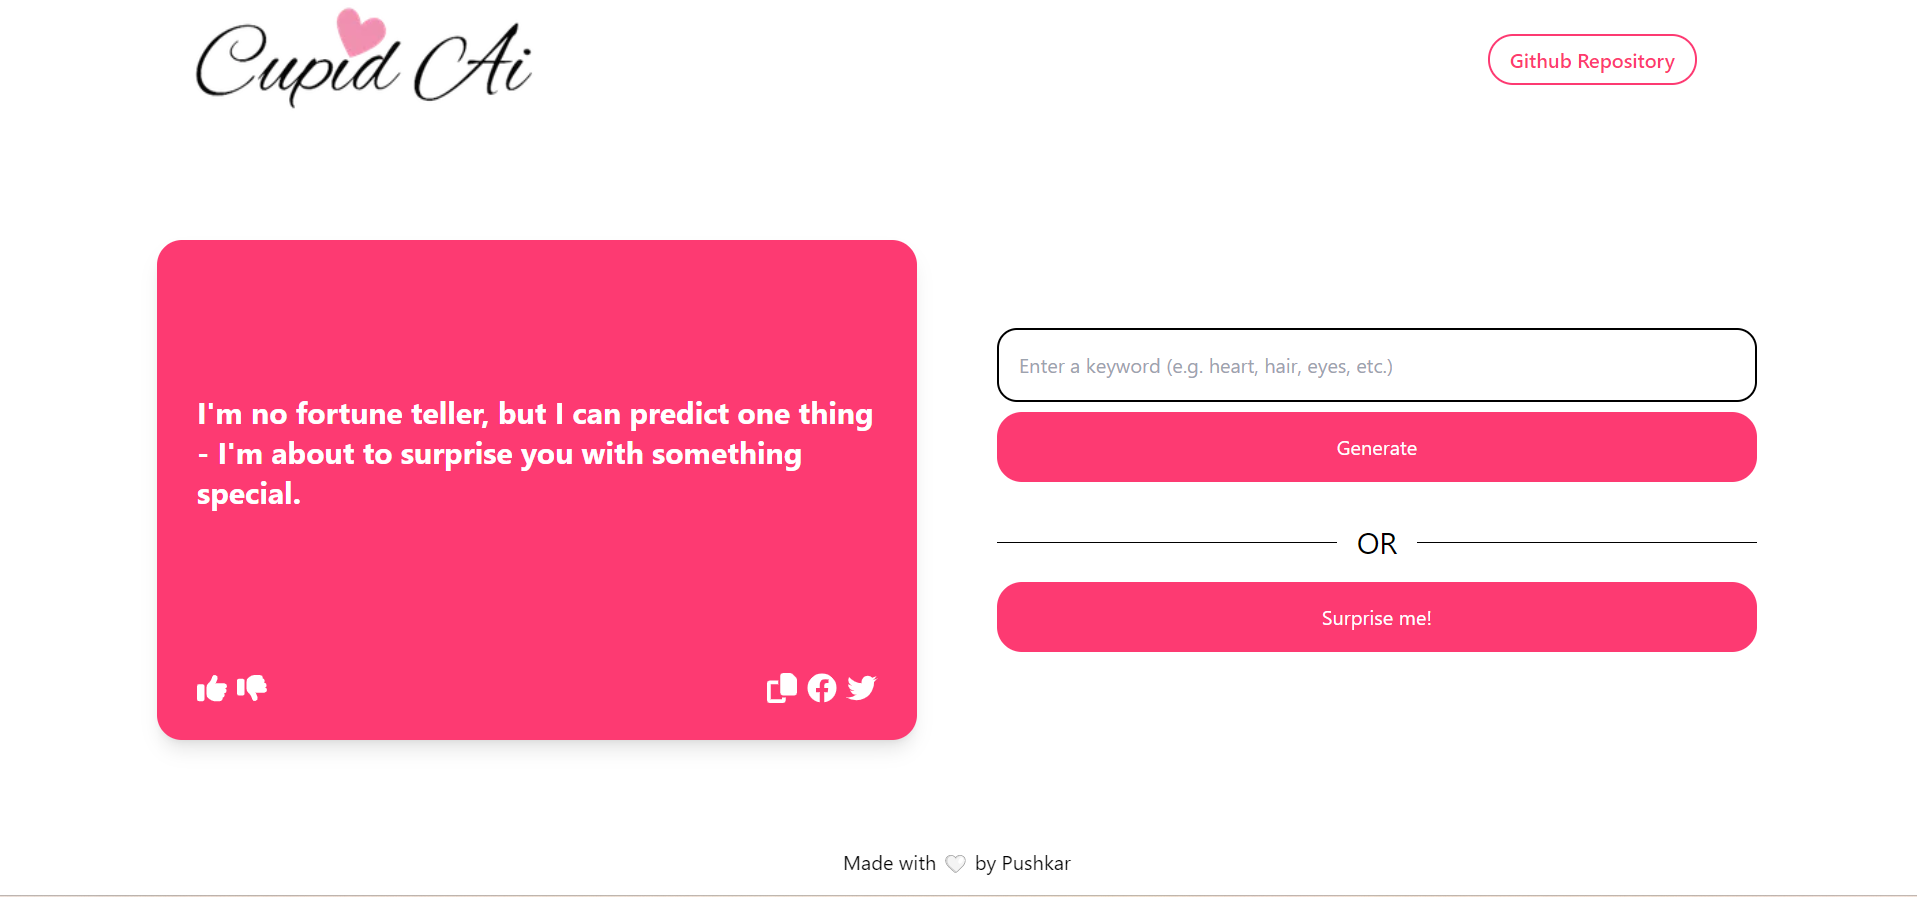 Cupid Ai
Github Repository
I'm no fortune teller, but I can predict one thing
- I'm about to surprise you with something
special.
Enter a keyword (e.g. heart, hair, eyes, etc.)
Generate
OR
Surprise me!
Made with 🤍 by Pushkar